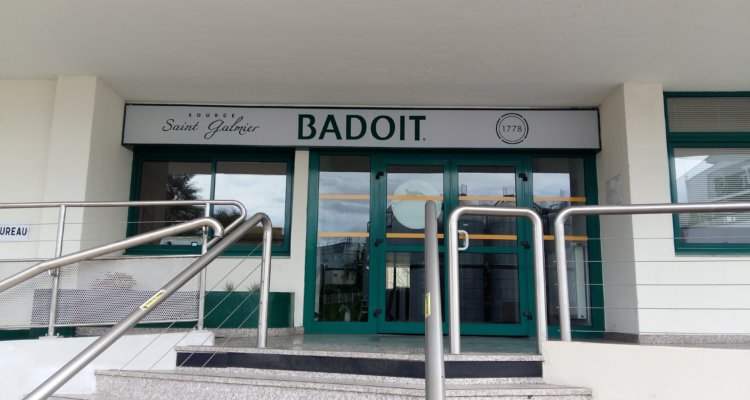 SOURCE
Saint Galmier
BADOIT
1778
UREAU